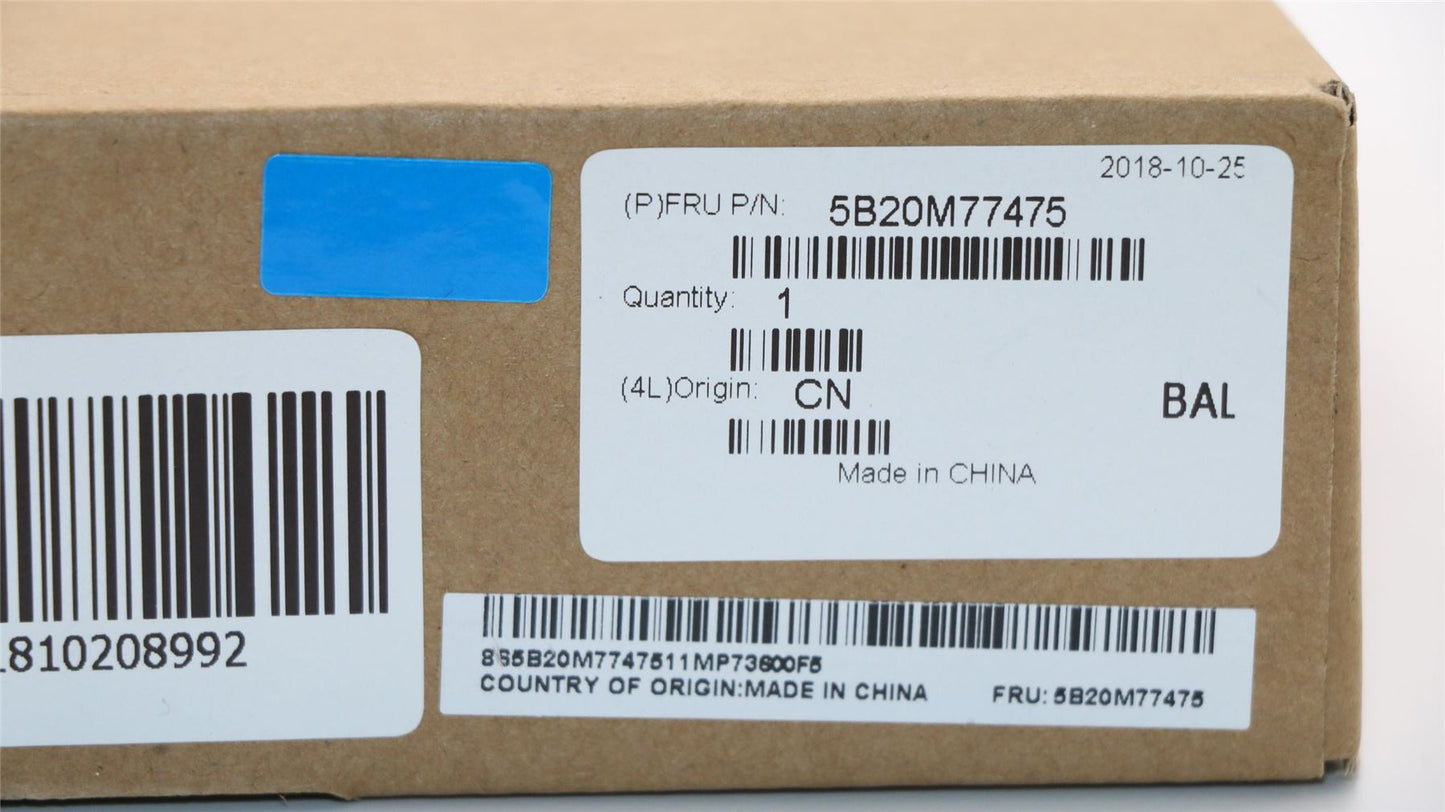 2018-10-25
(P)FRU P/N: 5B20M77475
Quantity: 1
(4L)Origin: CN
BAL
Made in CHINA
1810208992
8S5B20M7747511MP73600F5
COUNTRY OF ORIGIN:MADE IN CHINA FRU: 5B20M77475